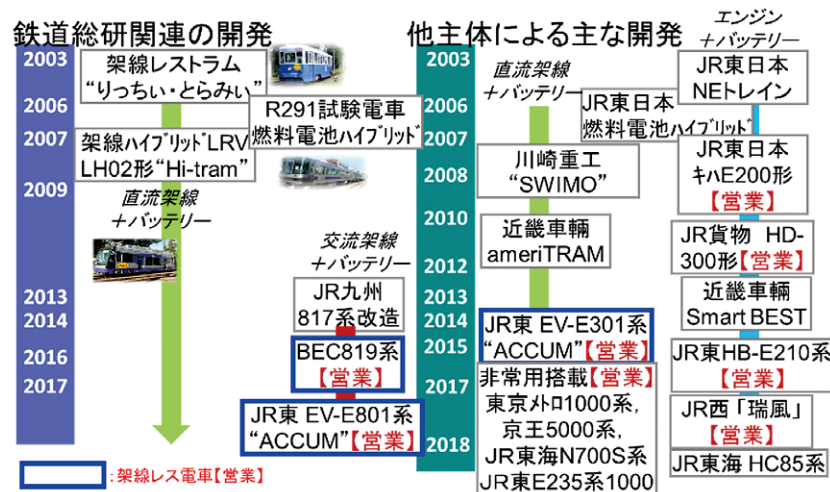 鉄道総研関連の開発
2003
2006
2007
2009
2013
2014
2016
2017
架線レストラム
“りっちぃ・とらみぃ”
R291試験電車
燃料電池ハイブリッド
架線ハイブリッドLRV
LH02形“Hi-tram”
直流架線
＋バッテリー
交流架線
＋バッテリー
JR九州
817系改造
BEC819系
【営業】
JR東 EV-E801系
“ACCUM”【営業】
：架線レス電車【営業】
他主体による主な開発
2003
2006
2007
2008
2010
2012
2013
2014
2015
2017
2018
直流架線
＋バッテリー
エンジン
＋バッテリー
JR東日本
NEトレイン
JR東日本
燃料電池ハイブリッド
川崎重工
“SWIMO”
JR東日本
キハE200形
【営業】
近畿車輛
ameriTRAM
JR貨物 HD-
300形【営業】
近畿車輛
Smart BEST
JR東 EV-E301系
“ACCUM”【営業】
非常用搭載【営業】
東京メトロ1000系,
京王5000系,
JR東海N700S系
JR東E235系1000
JR東HB-E210系
【営業】
JR西「瑞風」
【営業】
JR東海 HC85系